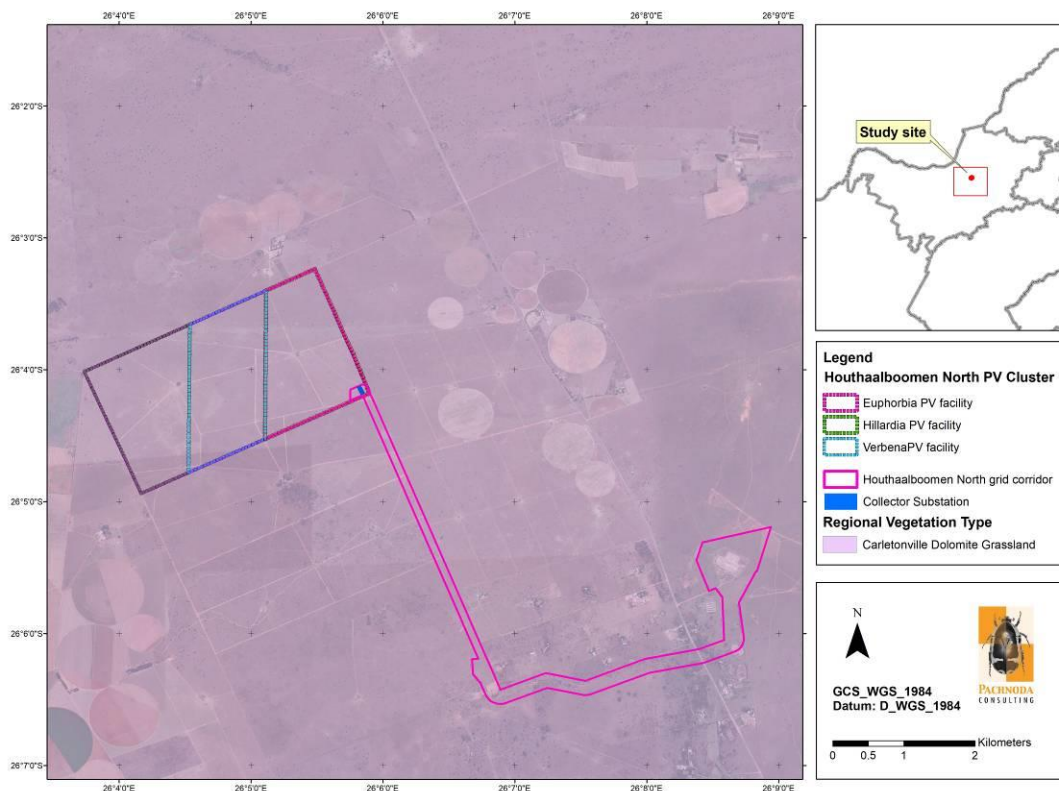 26°4'0"E
26°5'0"E
26°6'0"E
26°7'0"E
26°8'0"E
26°9'0"E
26°2'0"S
26°3'0"S
26°4'0"S
26°5'0"S
26°6'0"S
26°7'0"S
Study site
Legend
Houthaalboomen North PV Cluster
Euphorbia PV facility
Hillardia PV facility
VerbenaPV facility
Houthaalboomen North grid corridor
Collector Substation
Regional Vegetation Type
Carletonville Dolomite Grassland
N
PACHNODA
CONSULTING
GCS_WGS_1984
Datum: D_WGS_1984
Kilometers
0 0.5 1 2
26°4'0"E
26°5'0"E
26°6'0"E
26°7'0"E
26°8'0"E
26°9'0"E